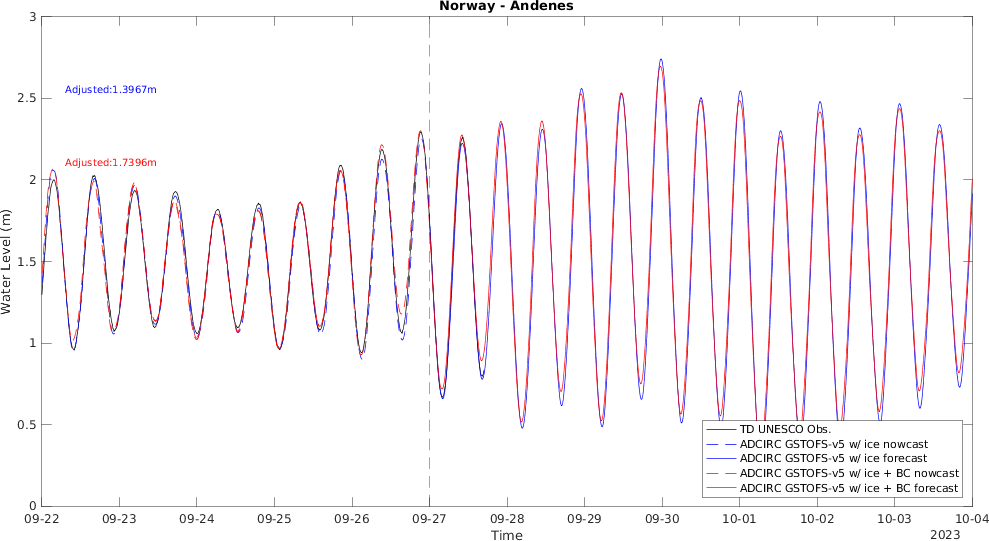 Norway - Andenes
3
2.5
2
1.5
1
0.5
0
Water Level (m)
Adjusted:1.3967m
Adjusted:1.7396m
TD UNESCO Obs.
ADCIRC GSTOFS-v5 w/ ice nowcast
ADCIRC GSTOFS-v5 w/ ice forecast
ADCIRC GSTOFS-v5 w/ ice + BC nowcast
ADCIRC GSTOFS-v5 w/ ice + BC forecast
09-22 09-23 09-24 09-25 09-26 09-27 09-28 09-29 09-30 10-01 10-02 10-03 10-04
Time
2023